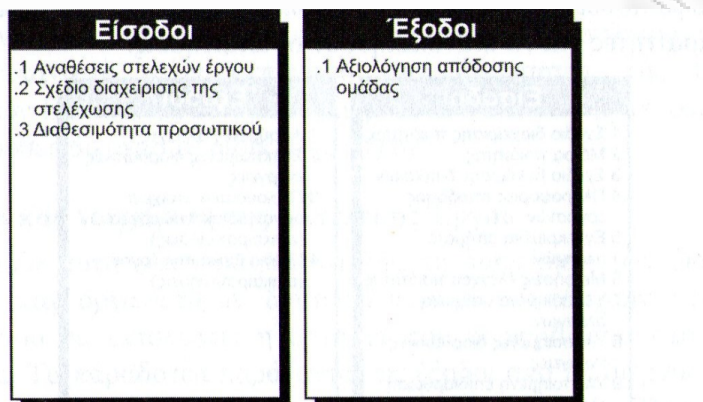 Είσοδοι
.1 Αναθέσεις στελεχών έργου
.2 Σχέδιο διαχείρισης της
στελέχωσης
.3 Διαθεσιμότητα προσωπικού
Έξοδοι
.1 Αξιολόγηση απόδοσης
ομάδας